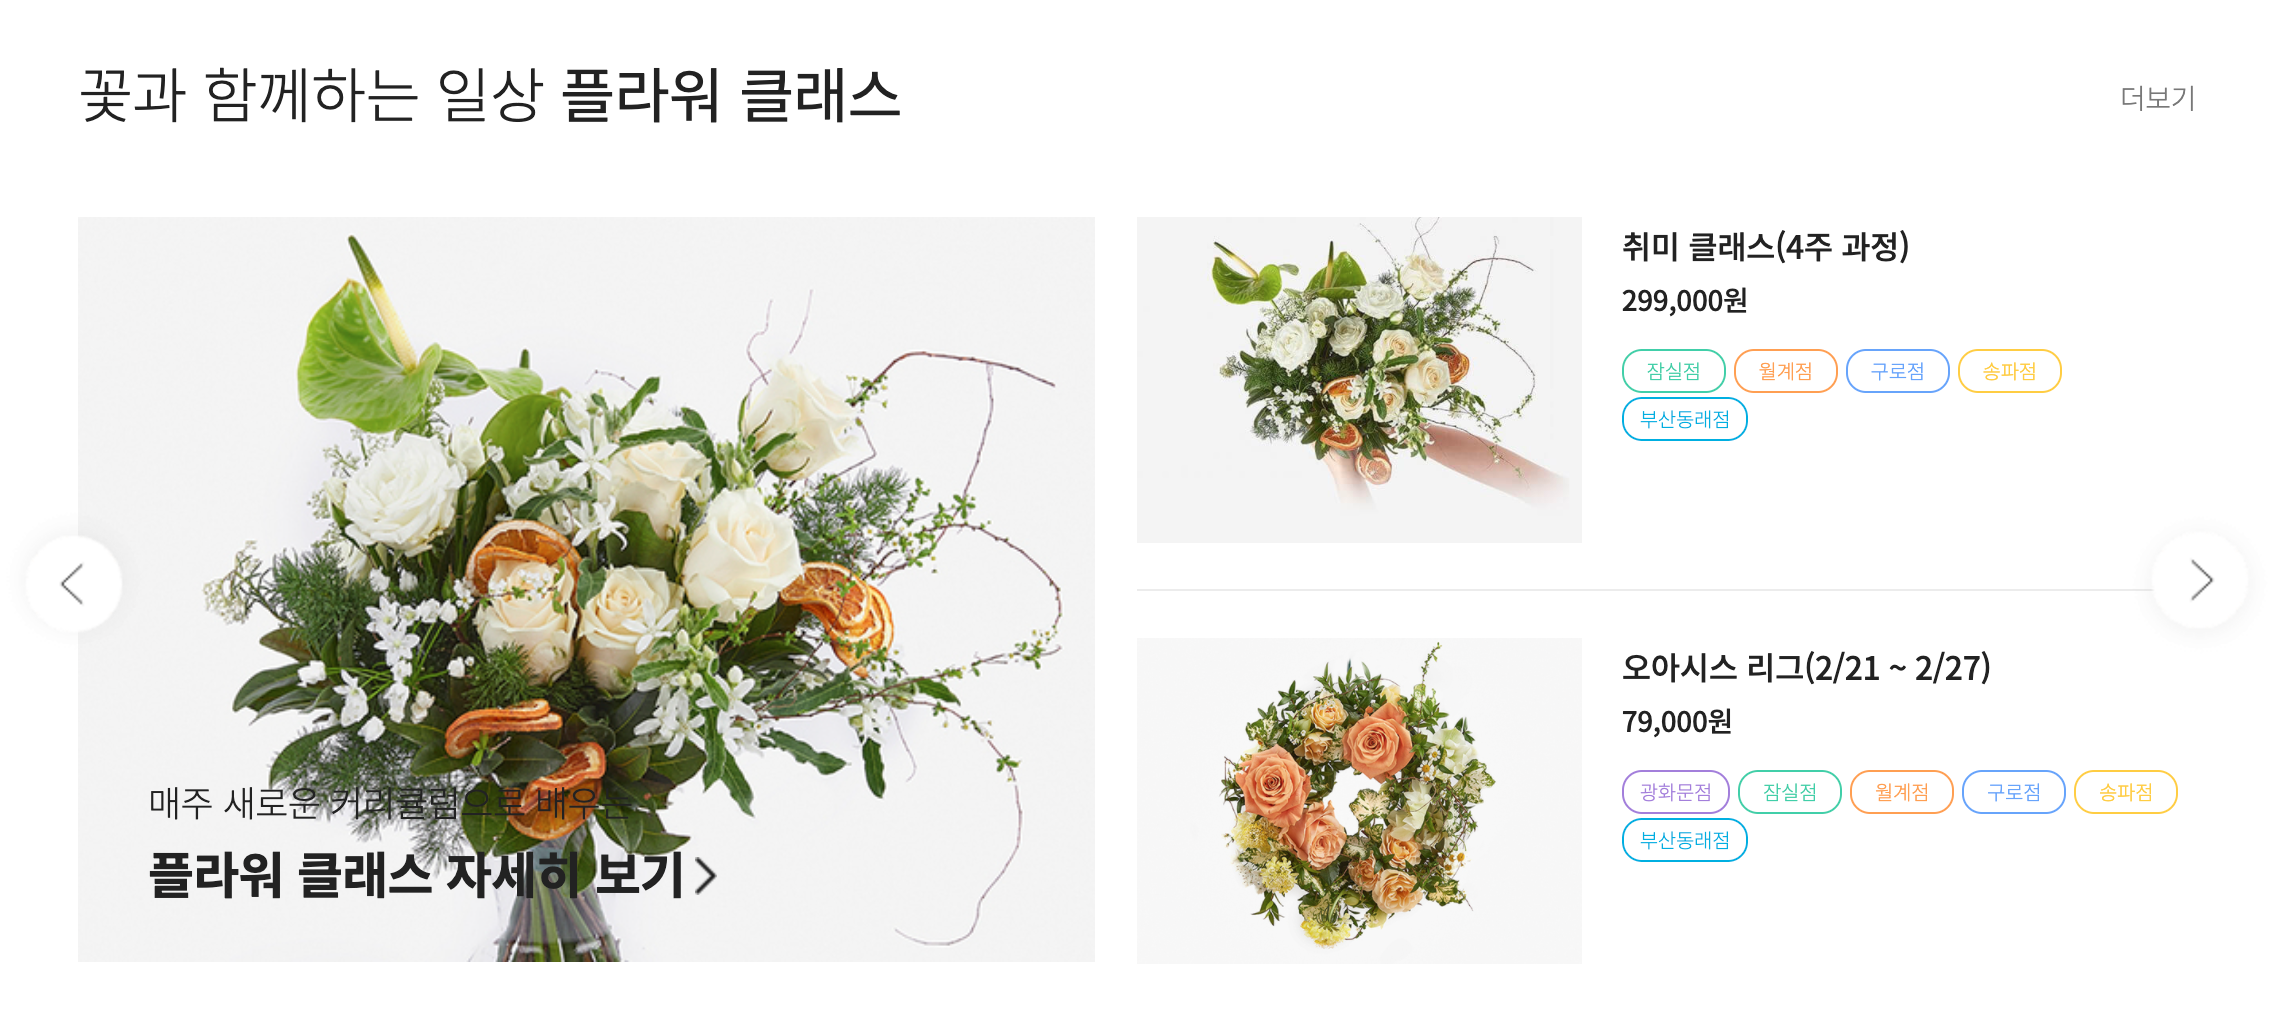 꽃과 함께하는 일상 플라워 클래스
더보기
매주 새로운 커리큘럼으로 배우는
플라워 클래스 자세히 보기
취미 클래스(4주 과정)
299,000원
잠실점 월계점 구로점 송파점
부산동래점
오아시스 리그(2/21 ~ 2/27)
79,000원
광화문점 잠실점 월계점 구로점 송파점
부산동래점